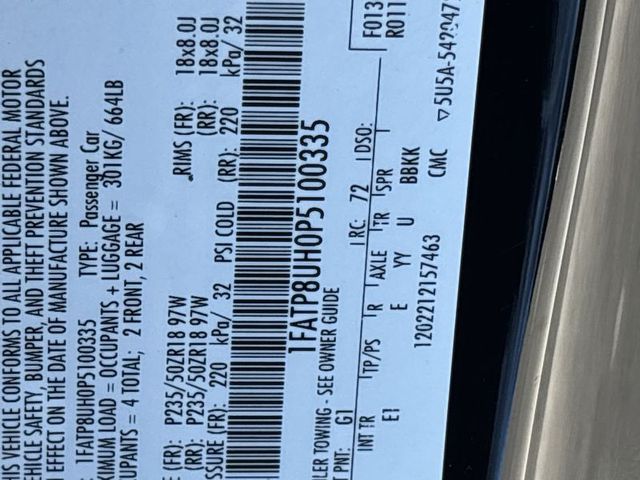 HIS VEHICLE CONFORMS TO ALL APPLICABLE FEDERAL MOTOR
EHICLE SAFETY, BUMPER, AND THEFT PREVENTION STANDARDS
N EFFECT ON THE DATE OF MANUFACTURE SHOWN ABOVE.
: 1FATP8UH0P5100335 TYPE: Passenger Car
XIMUM LOAD = OCCUPANTS + LUGGAGE = 301KG/ 664LB
CUPANTS = 4 TOTAL; 2 FRONT, 2 REAR
E (FR): P235/50ZR18 97W RIMS (FR): 18x8.0J
(RR): P235/50ZR18 97W (RR): 18x8.0J
SSURE (FR): 220 kPa/ 32 PSI COLD (RR): 220 kPa/ 32
1FATP8UH0P5100335
ILER TOWING - SEE OWNER GUIDE
T PNT: G1 RC: 72 DSO:
INT TR TP/PS R AXLE TR SPR
E1 E YY U BBKK
1202212157463 CMC
F013
R011
▽5U5A-542047